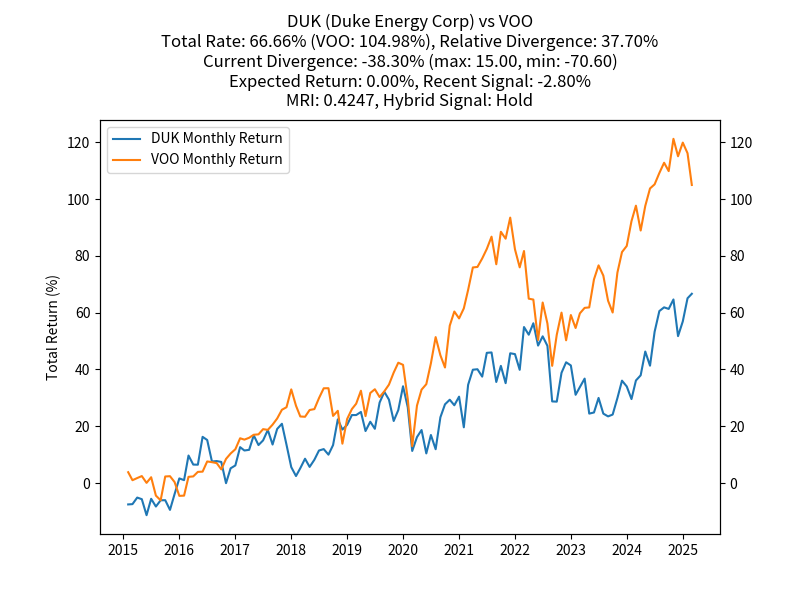 DUK (Duke Energy Corp) vs VOO
Total Rate: 66.66% (VOO: 104.98%), Relative Divergence: 37.70%
Current Divergence: -38.30% (max: 15.00, min: -70.60)
Expected Return: 0.00%, Recent Signal: -2.80%
MRI: 0.4247, Hybrid Signal: Hold
DUK Monthly Return
VOO Monthly Return
Total Return (%)
120 120
100 100
80 80
60 60
40 40
20 20
0 0
2015 2016 2017 2018 2019 2020 2021 2022 2023 2024 2025